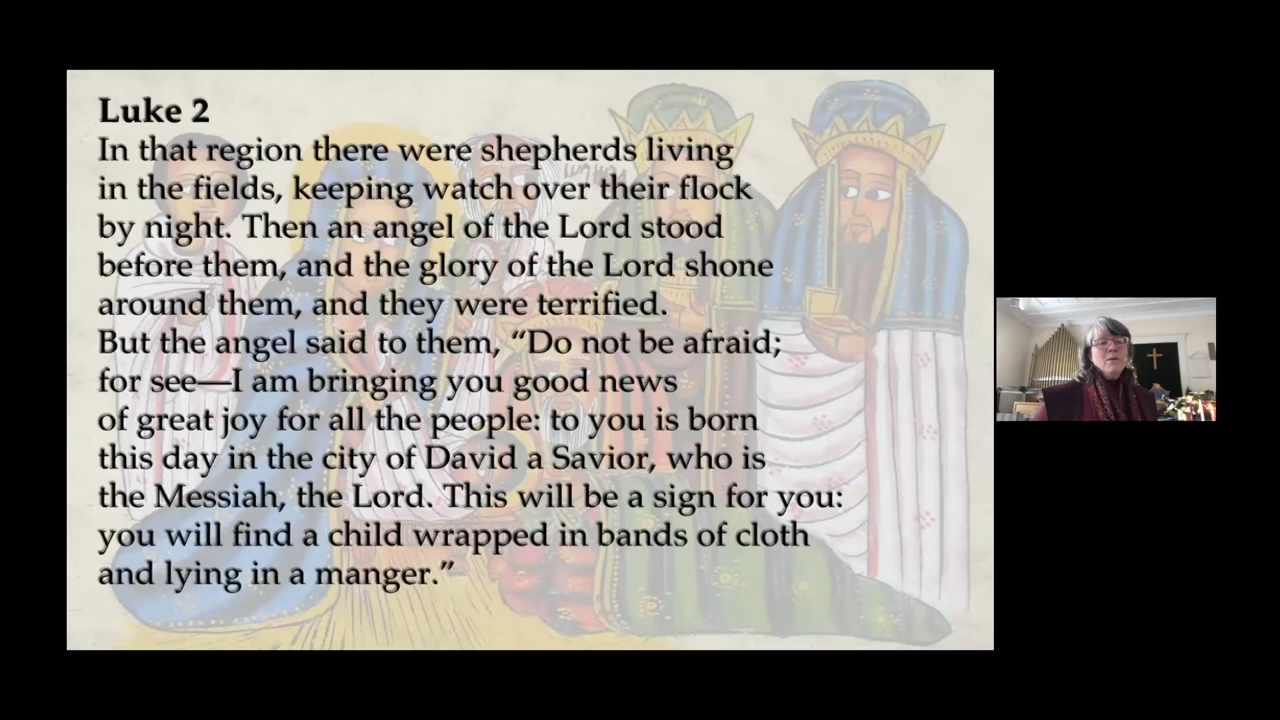 Luke 2
In that region there were shepherds living
in the fields, keeping watch over their flock
by night. Then an angel of the Lord stood
before them, and the glory of the Lord shone
around them, and they were terrified.
But the angel said to them, “Do not be afraid;
for see—I am bringing you good news
of great joy for all the people: to you is born
this day in the city of David a Savior, who is
the Messiah, the Lord. This will be a sign for you:
you will find a child wrapped in bands of cloth
and lying in a manger.”